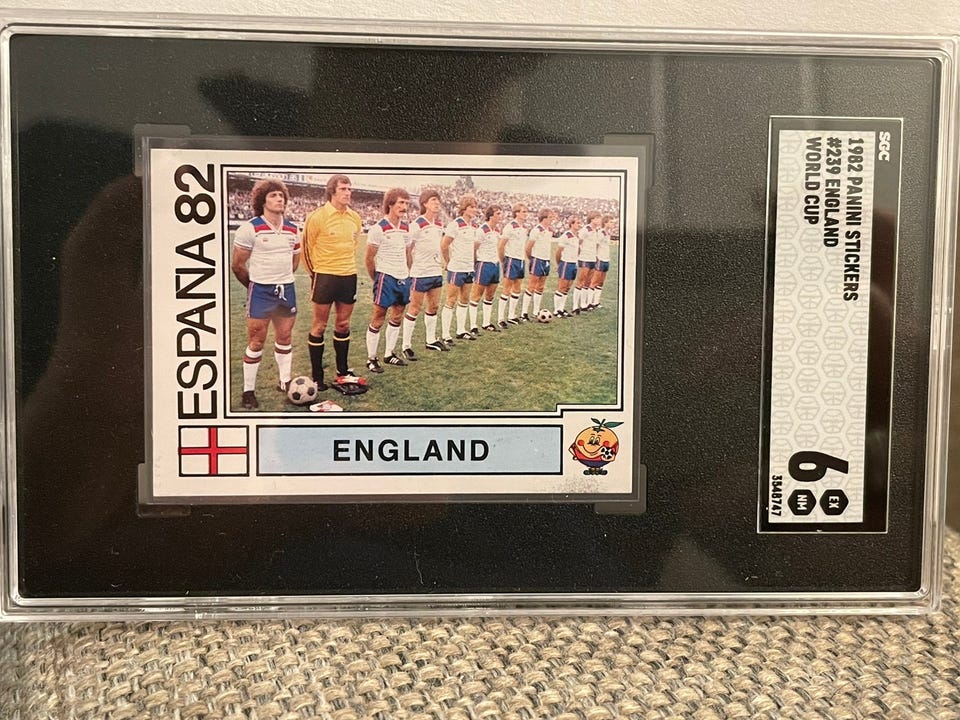 ESPAÑA 82
ENGLAND
SGC
1982 PANINI STICKERS
#239 ENGLAND
WORLD CUP
6
EX
NM
3548747